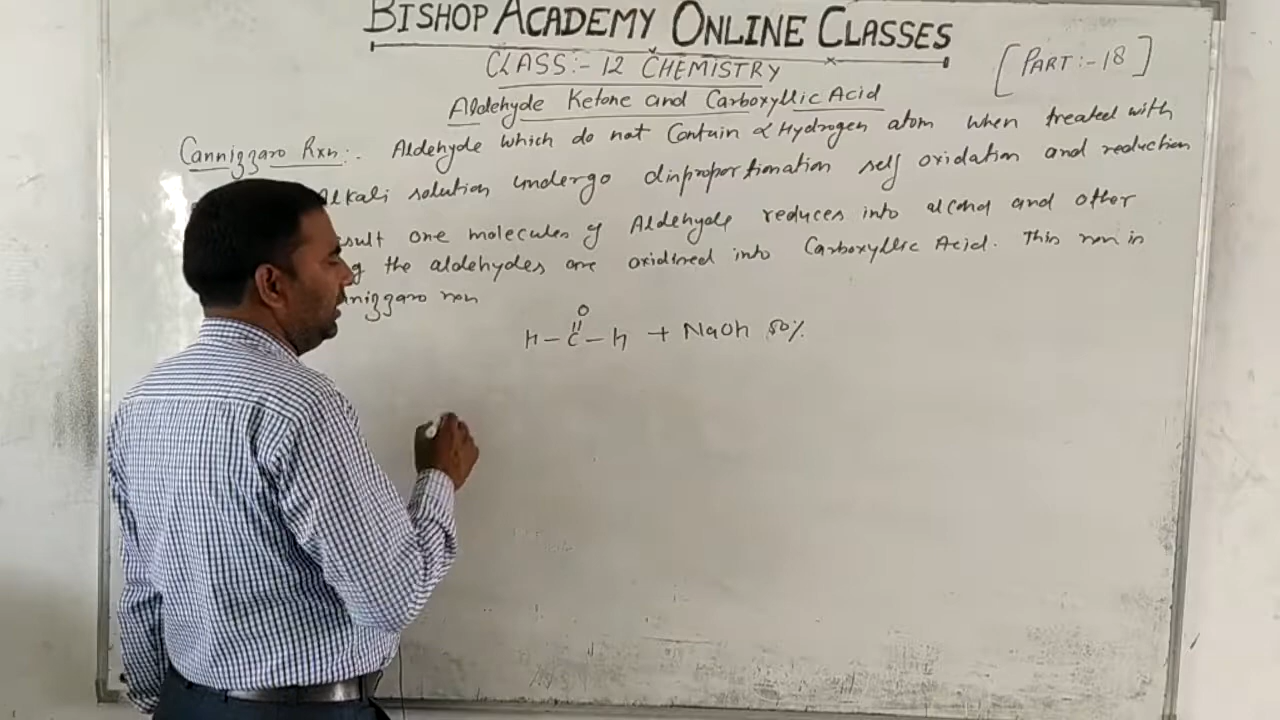 BISHOP ACADEMY ONLINE CLASSES
CLASS:- 12 CHEMISTRY
[PART:-18]
Aldehyde Ketone and Carboxyllic Acid
Cannizzaro Rxn:- Aldehyde which do not Contain α Hydrogen atom when treated with
Alkali solution undergo disproportionation self oxidation and reduction
sult one molecules of Aldehyde reduces into alcohol and other
g the aldehydes are oxidised into Carboxyllic Acid. This rxn is
nizzaro rxn
O
||
H-C-H + NaOH 50%